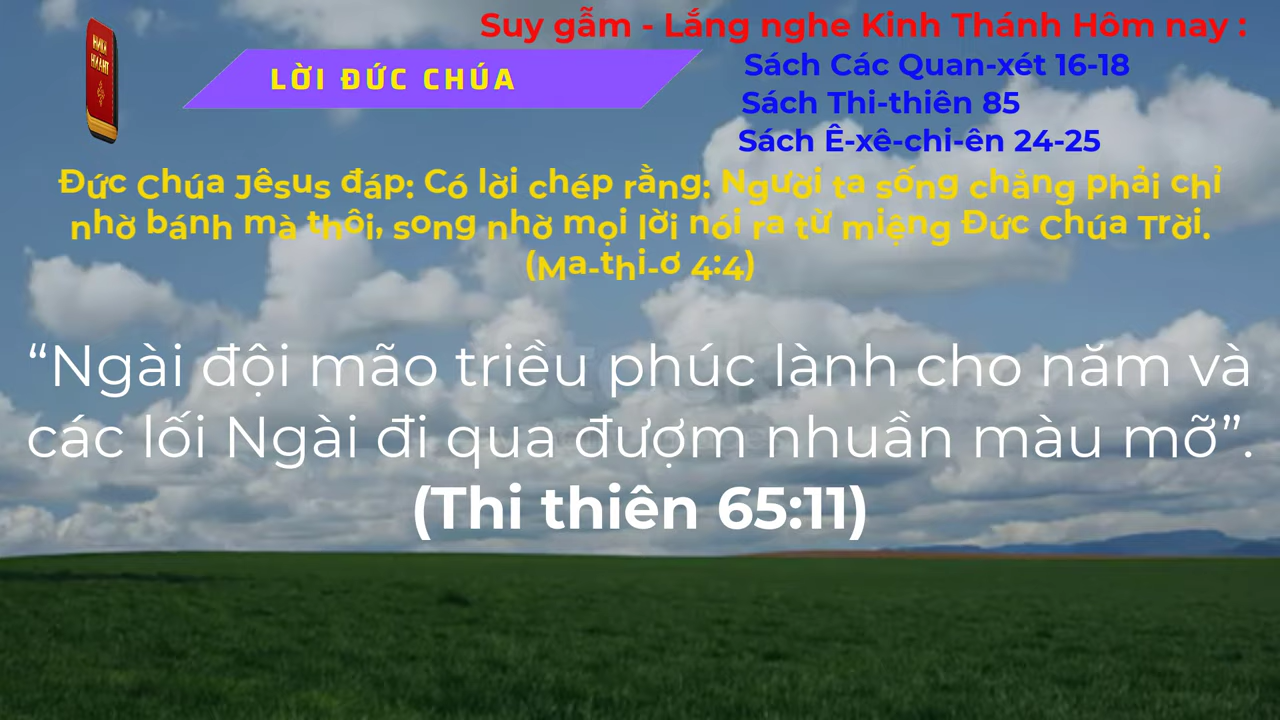 Suy gẫm - Lắng nghe Kinh Thánh Hôm nay :
LỜI ĐỨC CHÚA
Sách Các Quan-xét 16-18
Sách Thi-thiên 85
Sách Ê-xê-chi-ên 24-25
Đức Chúa Jêsus đáp: Có lời chép rằng: Người ta sống chẳng phải chỉ
nhờ bánh mà thôi, song nhờ mọi lời nói ra từ miệng Đức Chúa Trời.
(Ma-thi-ơ 4:4)
“Ngài đội mão triều phúc lành cho năm và
các lối Ngài đi qua đượm nhuần màu mỡ”.
(Thi thiên 65:11)